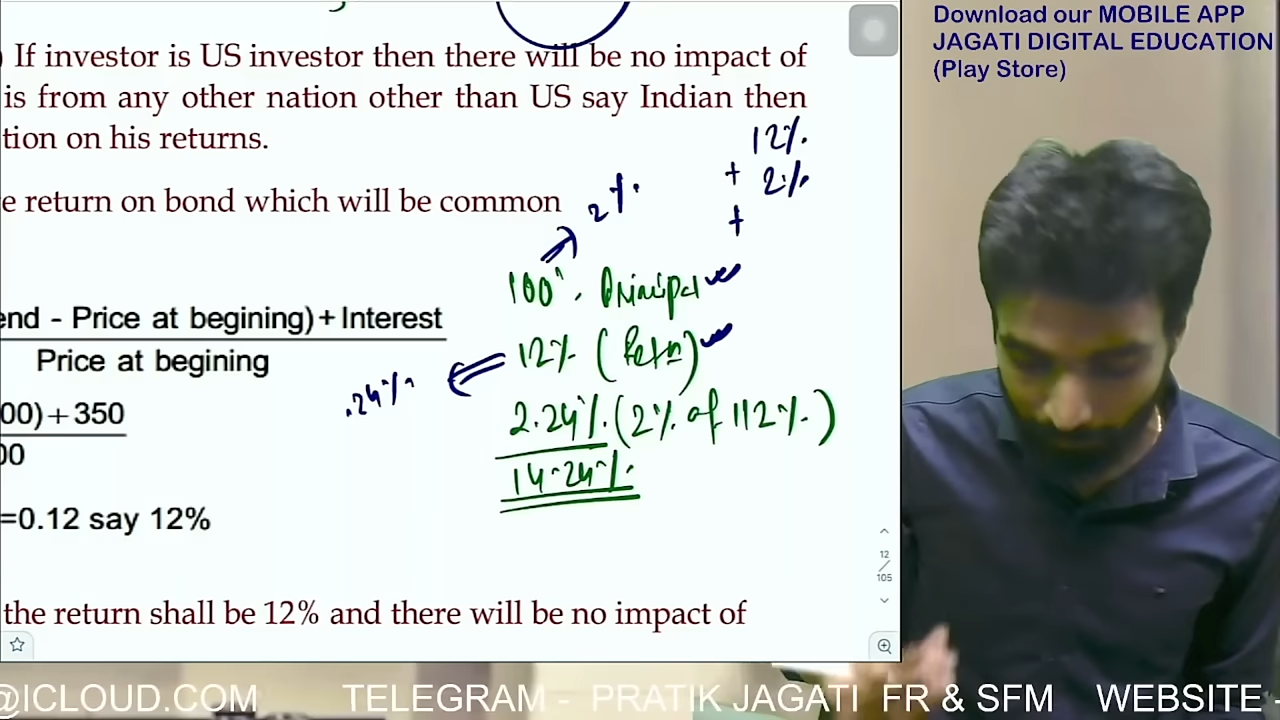 Download our MOBILE APP
JAGATI DIGITAL EDUCATION
(Play Store)
) If investor is US investor then there will be no impact of
is from any other nation other than US say Indian then
tion on his returns.
12%
+ 2%
+
e return on bond which will be common
2%
100% Principal
end - Price at begining) + Interest
Price at begining
12%
.24%
00) + 350
00
2.24% (2% of 112%)
14.24%
=0.12 say 12%
12
/
105
the return shall be 12% and there will be no impact of
@ICLOUD.COM TELEGRAM - PRATIK JAGATI FR & SFM WEBSITE -